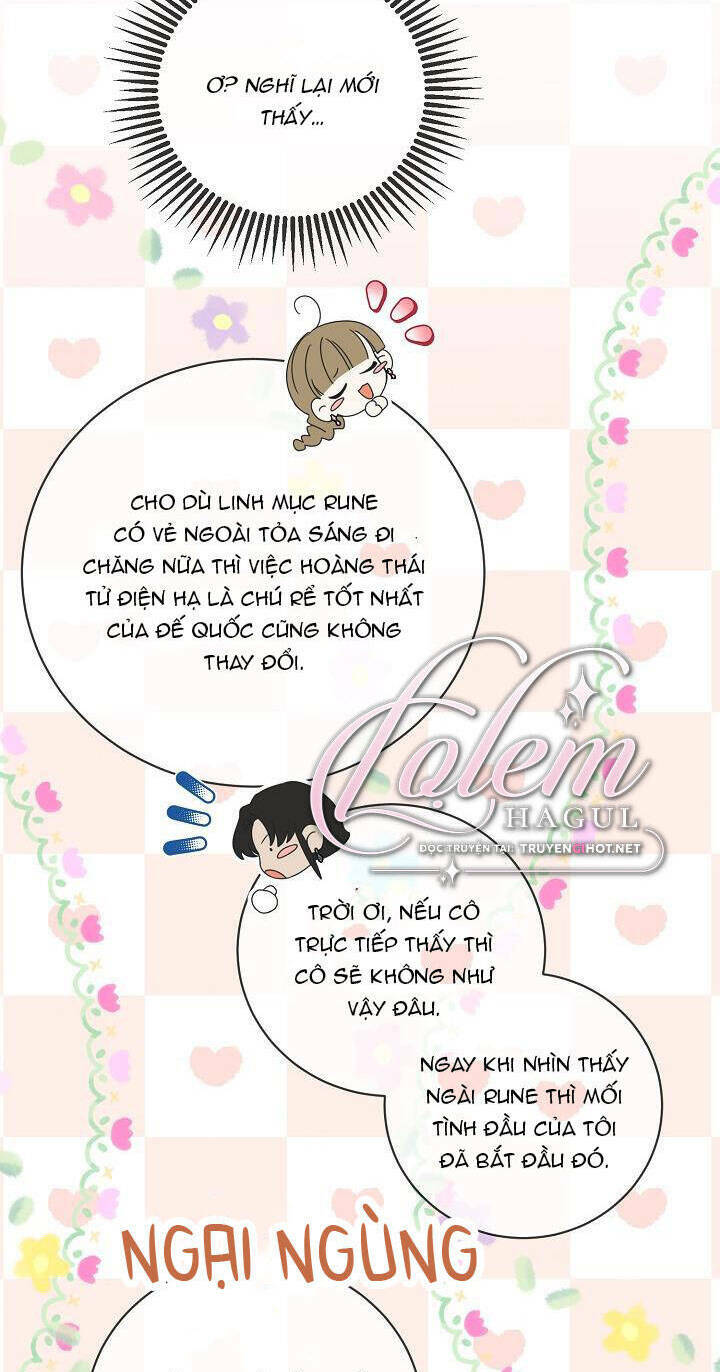 Ơ? NGHĨ LẠI MỚI
THẤY...
CHO DÙ LINH MỤC RUNE
CÓ VẺ NGOÀI TỎA SÁNG ĐI
CHĂNG NỮA THÌ VIỆC HOÀNG THÁI
TỬ ĐIỆN HẠ LÀ CHÚ RỂ TỐT NHẤT
CỦA ĐẾ QUỐC CŨNG KHÔNG
THAY ĐỔI.
Lọlem
HAGUL
ĐỌC TRUYỆN TẠI: TRUYENGIHOT.NET
TRỜI ƠI, NẾU CÔ
TRỰC TIẾP THẤY THÌ
CÔ SẼ KHÔNG NHƯ
VẬY ĐÂU.
NGAY KHI NHÌN THẤY
NGÀI RUNE THÌ MỐI
TÌNH ĐẦU CỦA TÔI
ĐÃ BẮT ĐẦU ĐÓ.
NGẠI NGÙNG